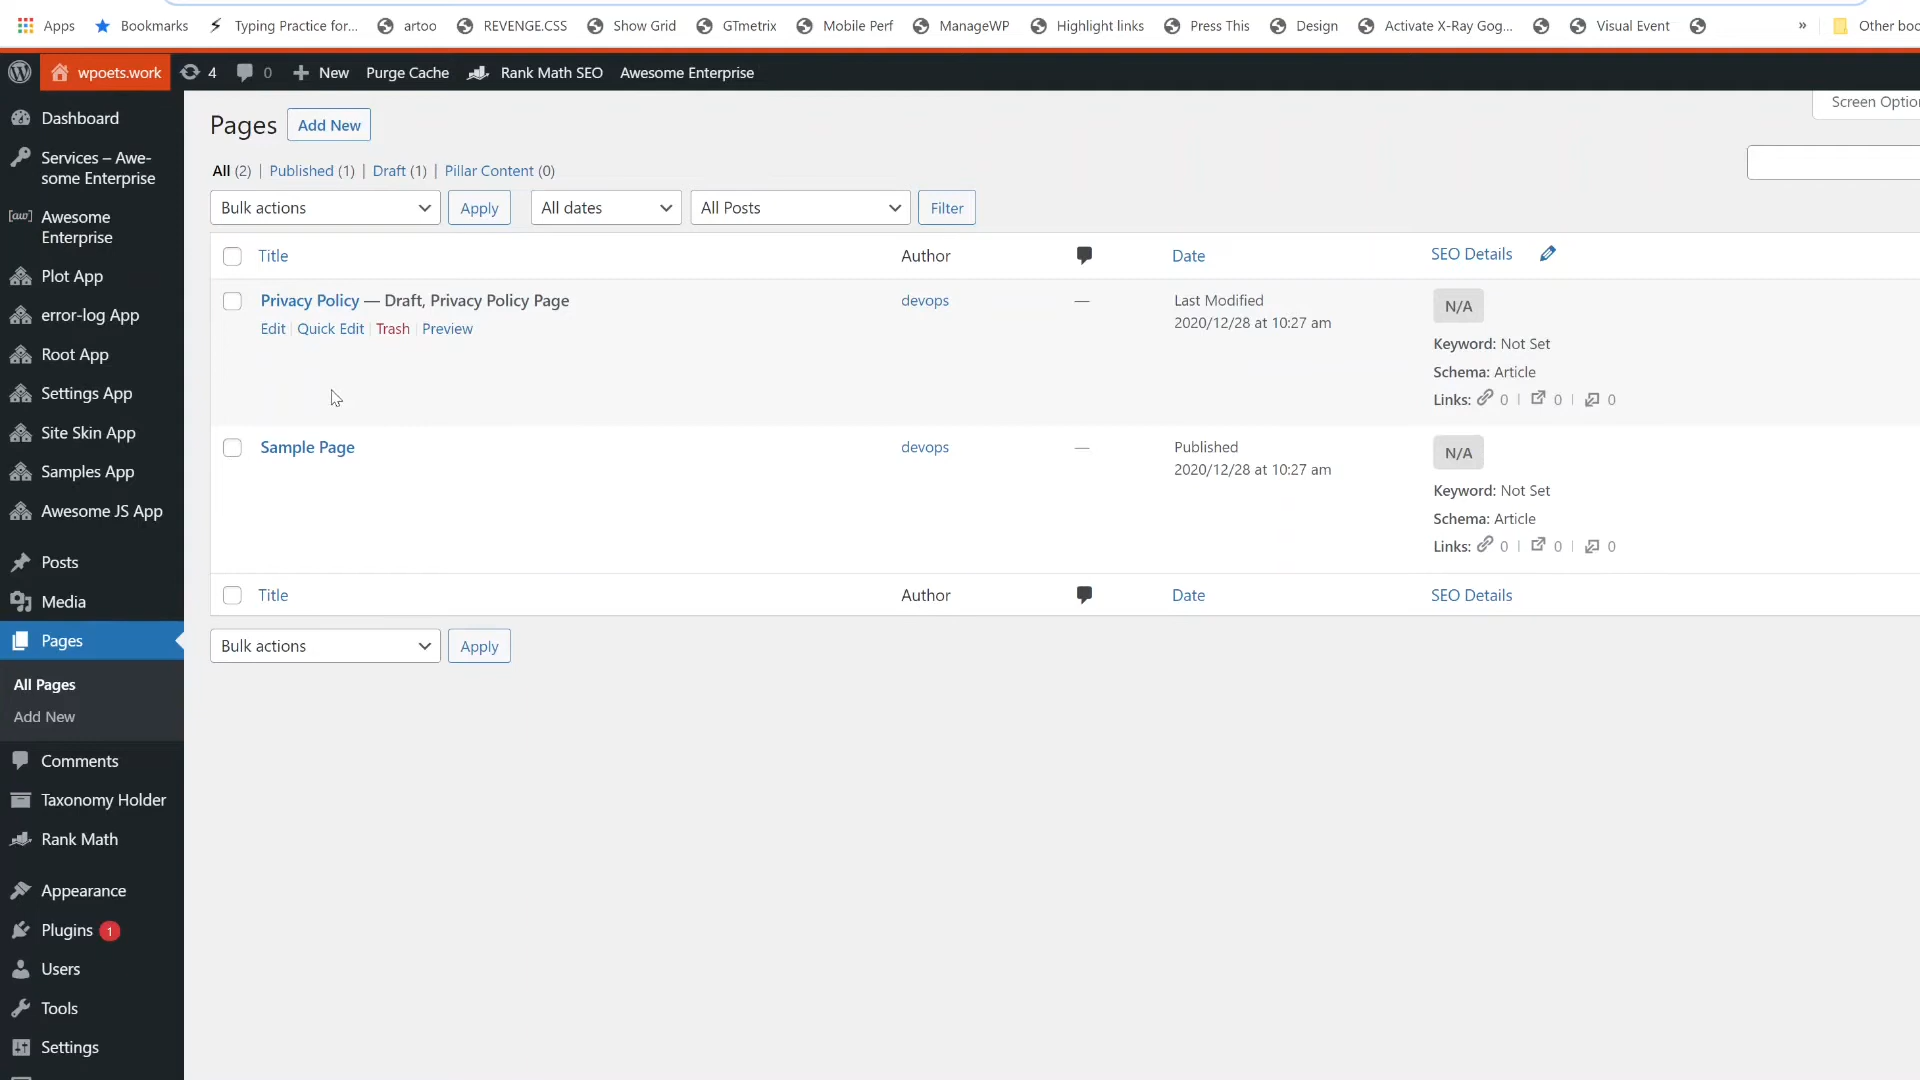 Apps Bookmarks Typing Practice for... artoo REVENGE.CSS Show Grid GTmetrix Mobile Perf ManageWP Highlight links Press This Design Activate X-Ray Gog... Visual Event » Other boo
wpoets.work 4 0 New Purge Cache Rank Math SEO Awesome Enterprise
Dashboard
Services – Awe-
some Enterprise
[aw] Awesome
Enterprise
Plot App
error-log App
Root App
Settings App
Site Skin App
Samples App
Awesome JS App
Posts
Media
Pages
All Pages
Add New
Comments
Taxonomy Holder
Rank Math
Appearance
Plugins 1
Users
Tools
Settings
Screen Optio
Pages Add New
All (2) | Published (1) | Draft (1) | Pillar Content (0)
Bulk actions Apply All dates All Posts Filter
Title Author Date SEO Details
Privacy Policy — Draft, Privacy Policy Page devops — Last Modified N/A
Edit | Quick Edit | Trash | Preview 2020/12/28 at 10:27 am
Keyword: Not Set
Schema: Article
Links: 0 | 0 | 0
Sample Page devops — Published N/A
2020/12/28 at 10:27 am
Keyword: Not Set
Schema: Article
Links: 0 | 0 | 0
Title Author Date SEO Details
Bulk actions Apply